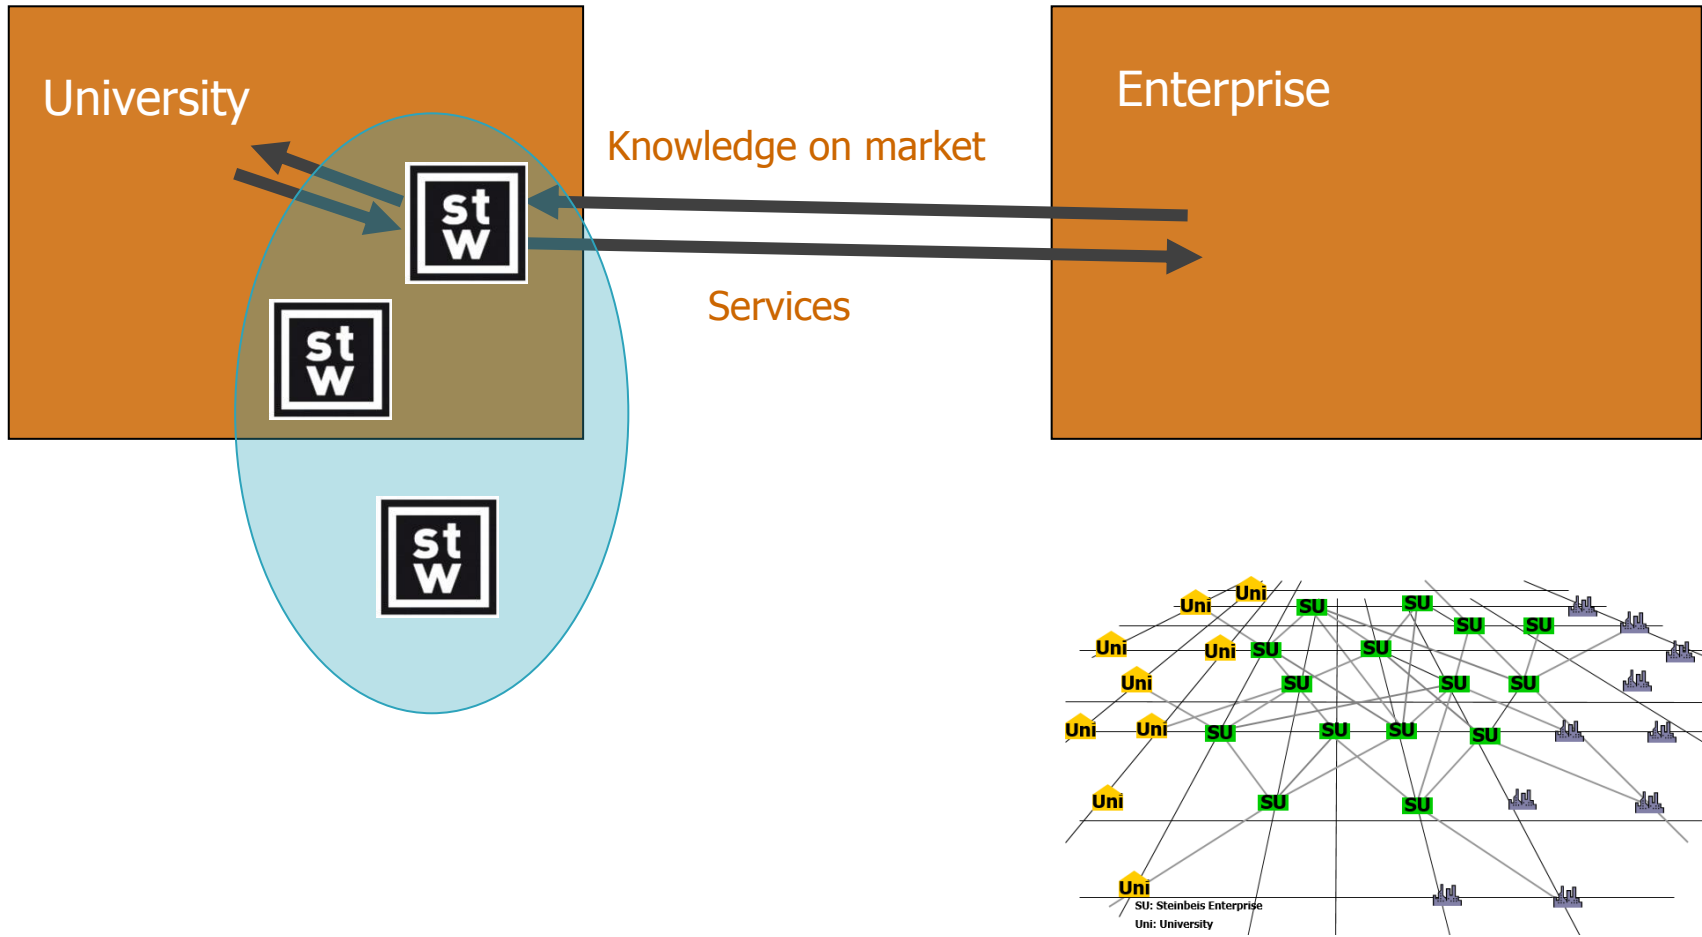 University
Enterprise
Knowledge on market
Services
st
w
st
w
st
w
Uni
Uni
SU
SU
SU
SU
Uni
Uni
SU
SU
Uni
SU
SU
SU
Uni
Uni
SU
SU
SU
SU
Uni
SU
SU
Uni
SU: Steinbeis Enterprise
Uni: University